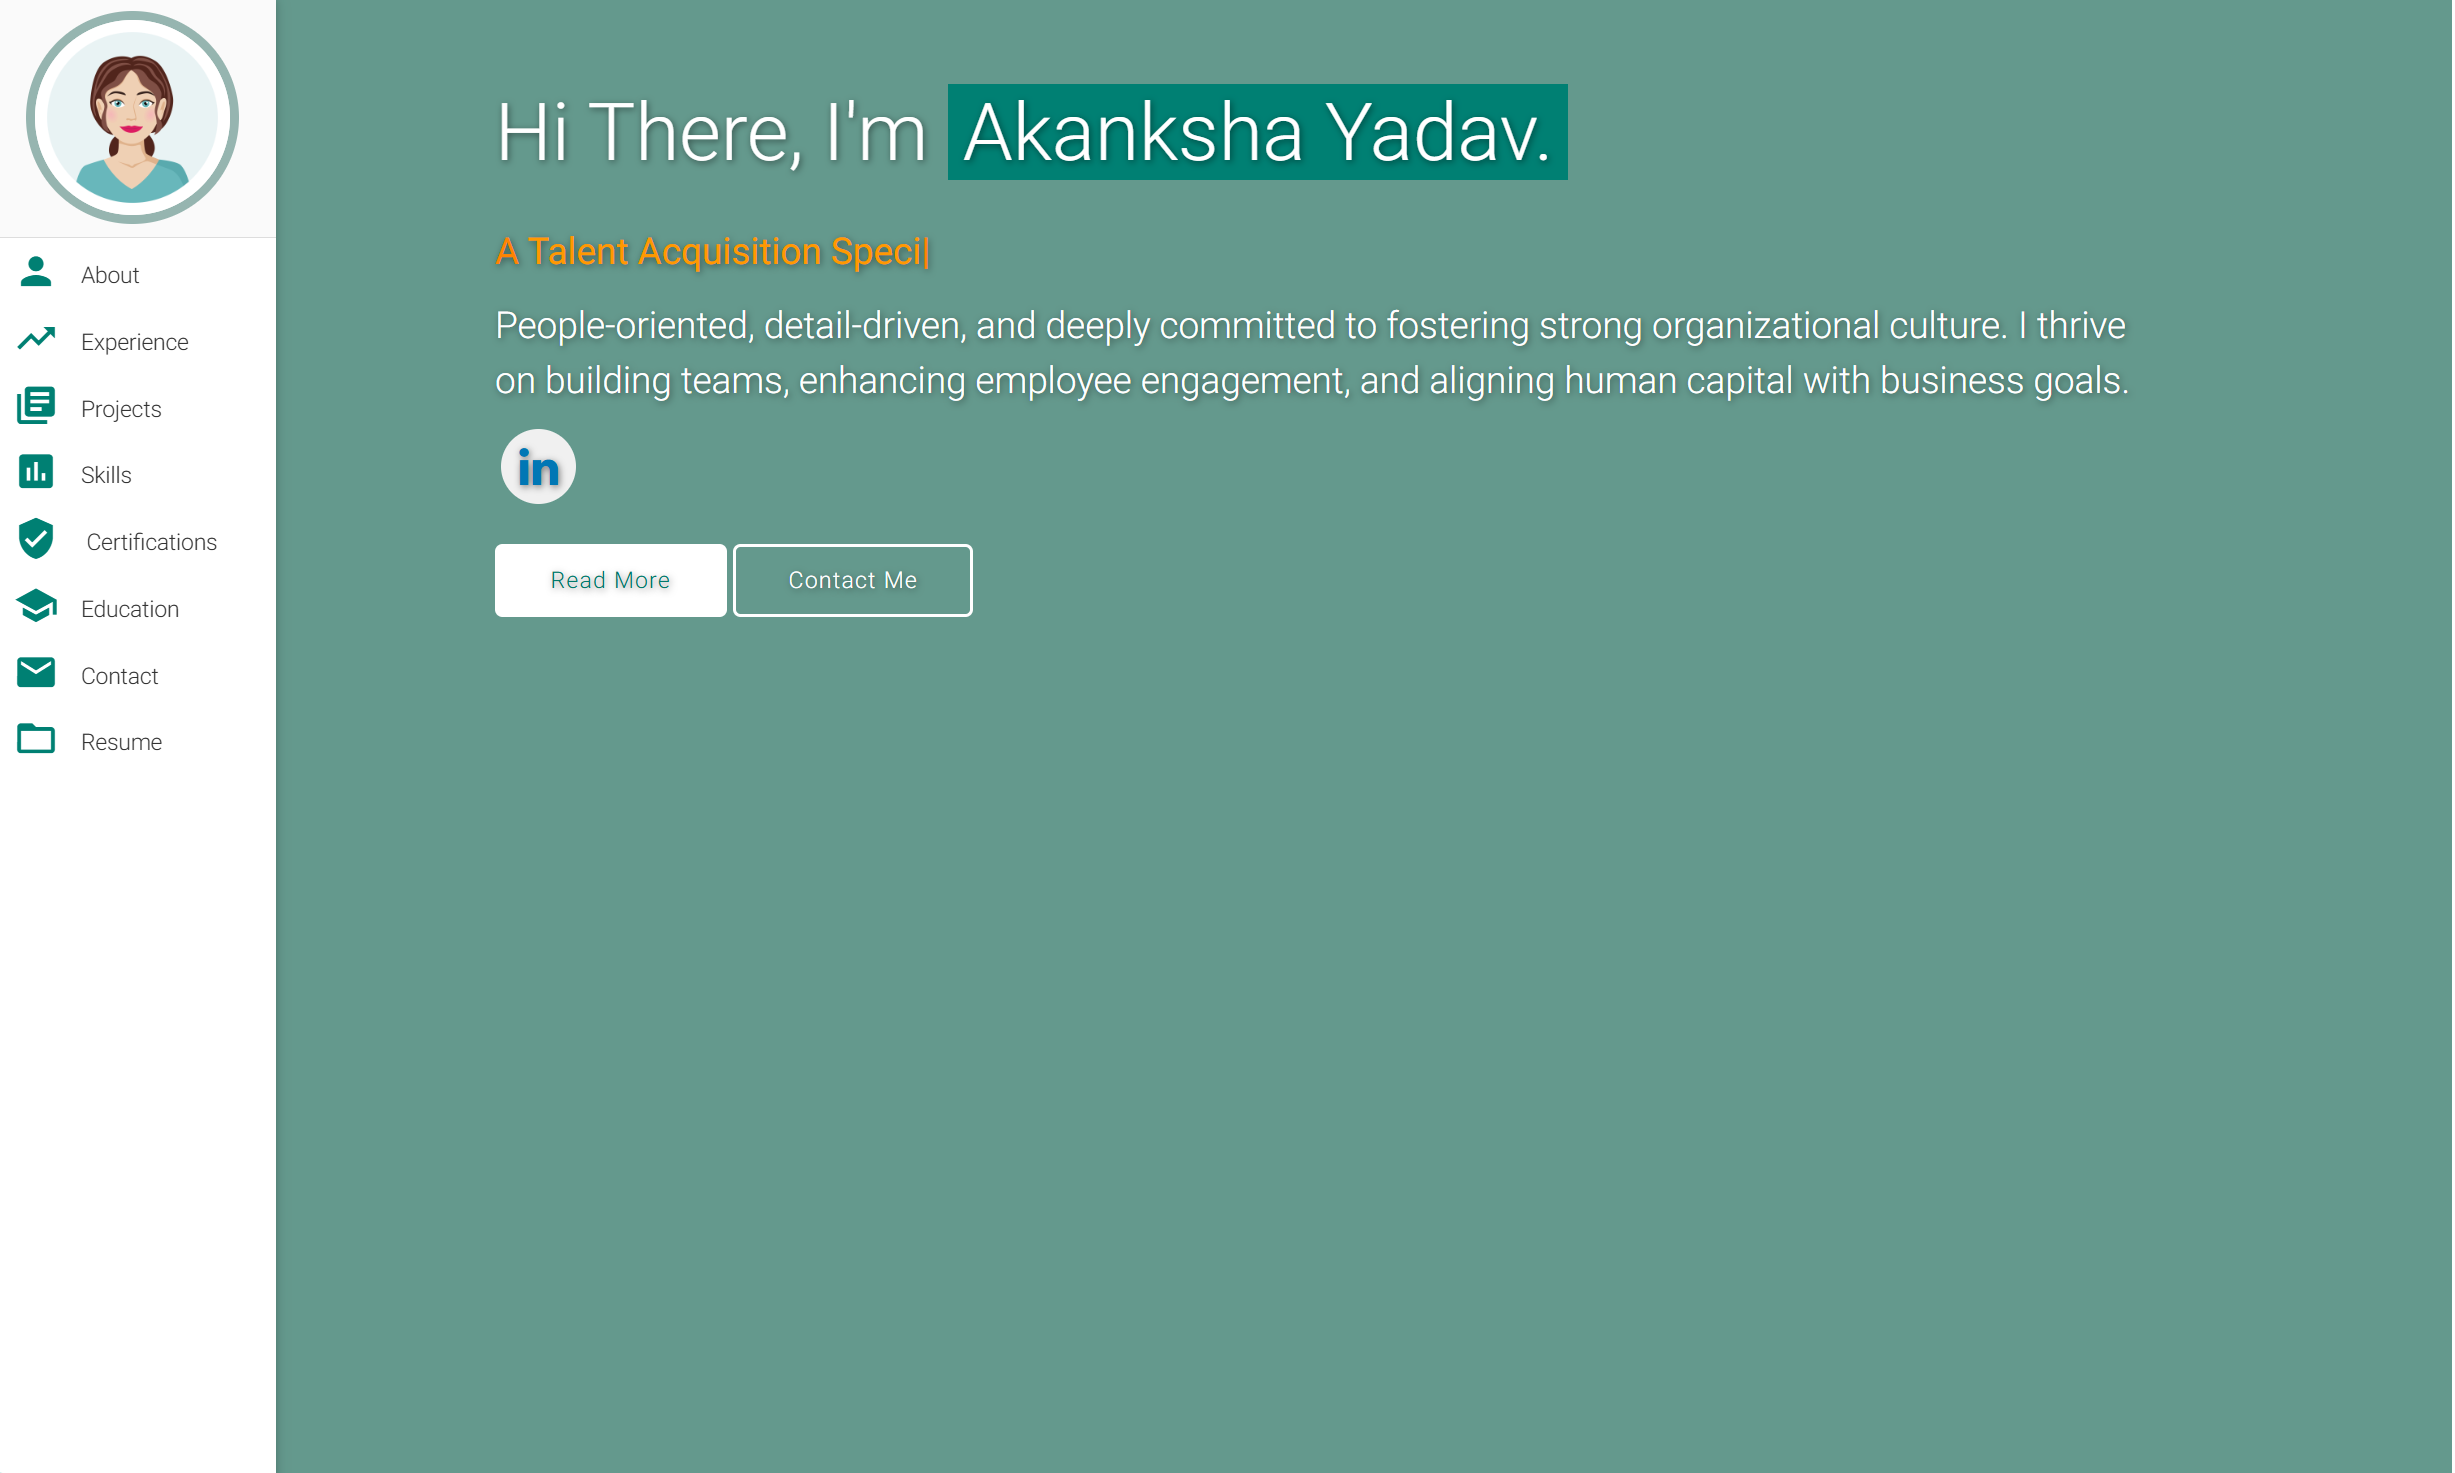 About
Experience
Projects
Skills
Certifications
Education
Contact
Resume
Hi There, I'm Akanksha Yadav.
A Talent Acquisition Speci|
People-oriented, detail-driven, and deeply committed to fostering strong organizational culture. I thrive
on building teams, enhancing employee engagement, and aligning human capital with business goals.
in
Read More
Contact Me